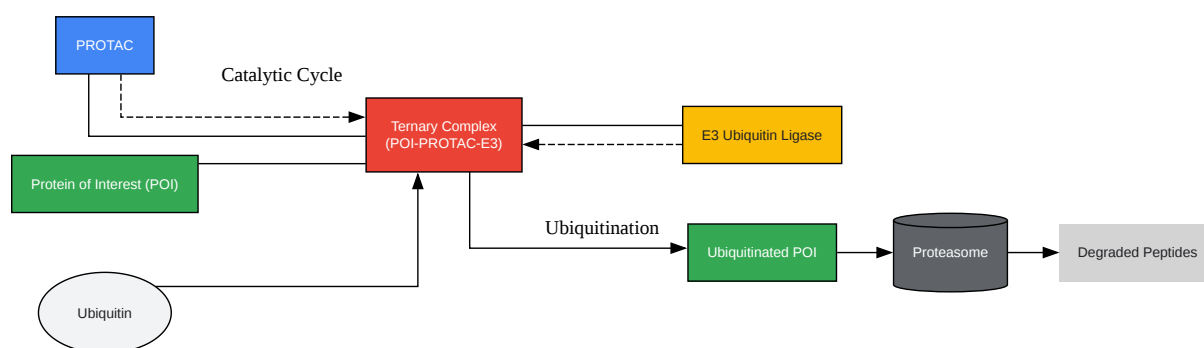 PROTAC
Catalytic Cycle
Ternary Complex
(POI-PROTAC-E3)
E3 Ubiquitin Ligase
Protein of Interest (POI)
Ubiquitination
Ubiquitinated POI
Proteasome
Degraded Peptides
Ubiquitin